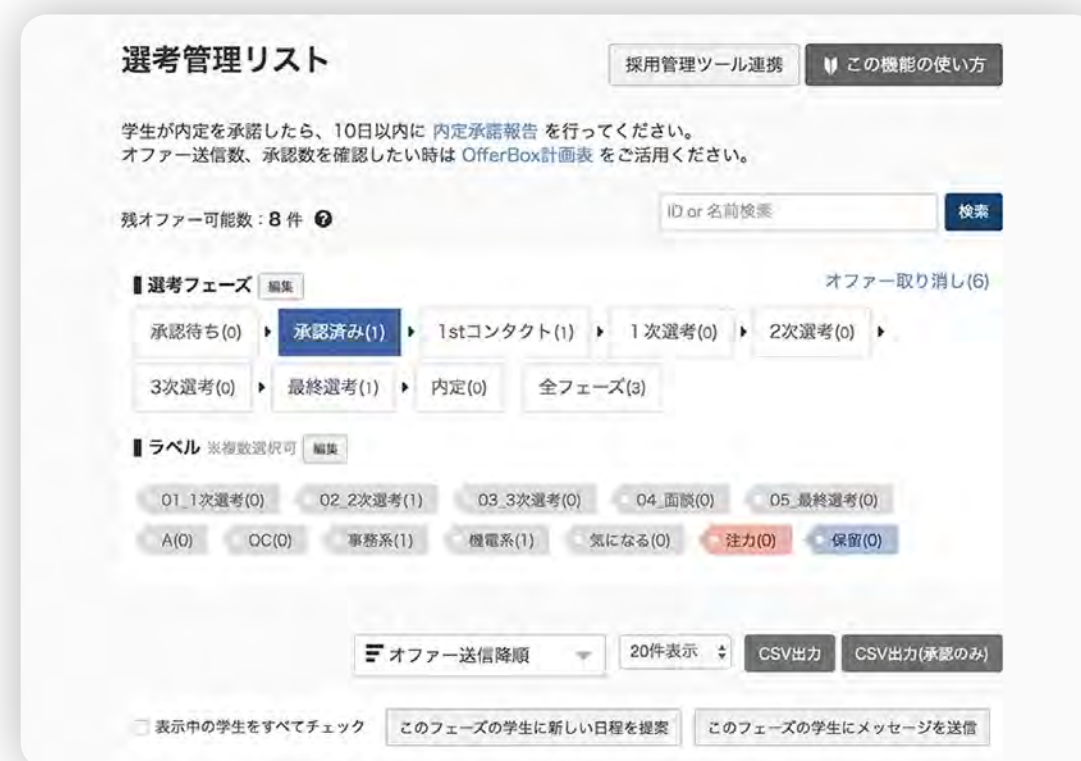 選考管理リスト
採用管理ツール連携
この機能の使い方
学生が内定を承諾したら、10日以内に 内定承諾報告 を行ってください。
オファー送信数、承認数を確認したい時は OfferBox計画表 をご活用ください。
残オファー可能数：8 件 ?
ID or 名前検索
検索
選考フェーズ 編集
オファー取り消し(6)
承認待ち(0) 承認済み(1) 1stコンタクト(1) 1次選考(0) 2次選考(0)
3次選考(0) 最終選考(1) 内定(0) 全フェーズ(3)
ラベル ※複数選択可 編集
01_1次選考(0) 02_2次選考(1) 03_3次選考(0) 04_面談(0) 05_最終選考(0)
A(0) OC(0) 事務系(1) 機電系(1) 気になる(0) 注力(0) 保留(0)
オファー送信降順 20件表示 CSV出力 CSV出力(承認のみ)
表示中の学生をすべてチェック このフェーズの学生に新しい日程を提案 このフェーズの学生にメッセージを送信